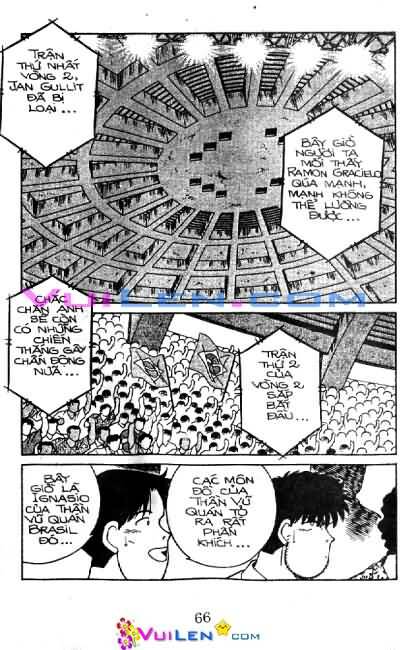 TRẬN
THỨ NHẤT
VÒNG 2,
JAN GULLIT
ĐÃ BỊ
LOẠI ...
BÂY GIỜ
NGƯỜI TA
MỚI THẤY
RAMON GRACIELO
QUÁ MẠNH,
MẠNH KHÔNG
THỂ LƯỜNG
ĐƯỢC ...
VUILEN.COM
CHẮC
CHẮN ANH
SẼ CÒN
CÓ NHỮNG
CHIẾN
THẮNG GÂY
CHẤN ĐỘNG
NỮA ...
TRẬN
THỨ 2
CỦA
VÒNG 2
SẮP
BẮT
ĐẦU ...
BÂY
GIỜ LÀ
IGNASIO
CỦA THẦN
VŨ QUÁN
BRASIL
ĐÓ ...
CÁC MÔN
ĐỒ CỦA
THẦN VŨ
QUÁN TỎ
RA RẤT
PHẤN
KHÍCH ...
66
VUILEN.COM